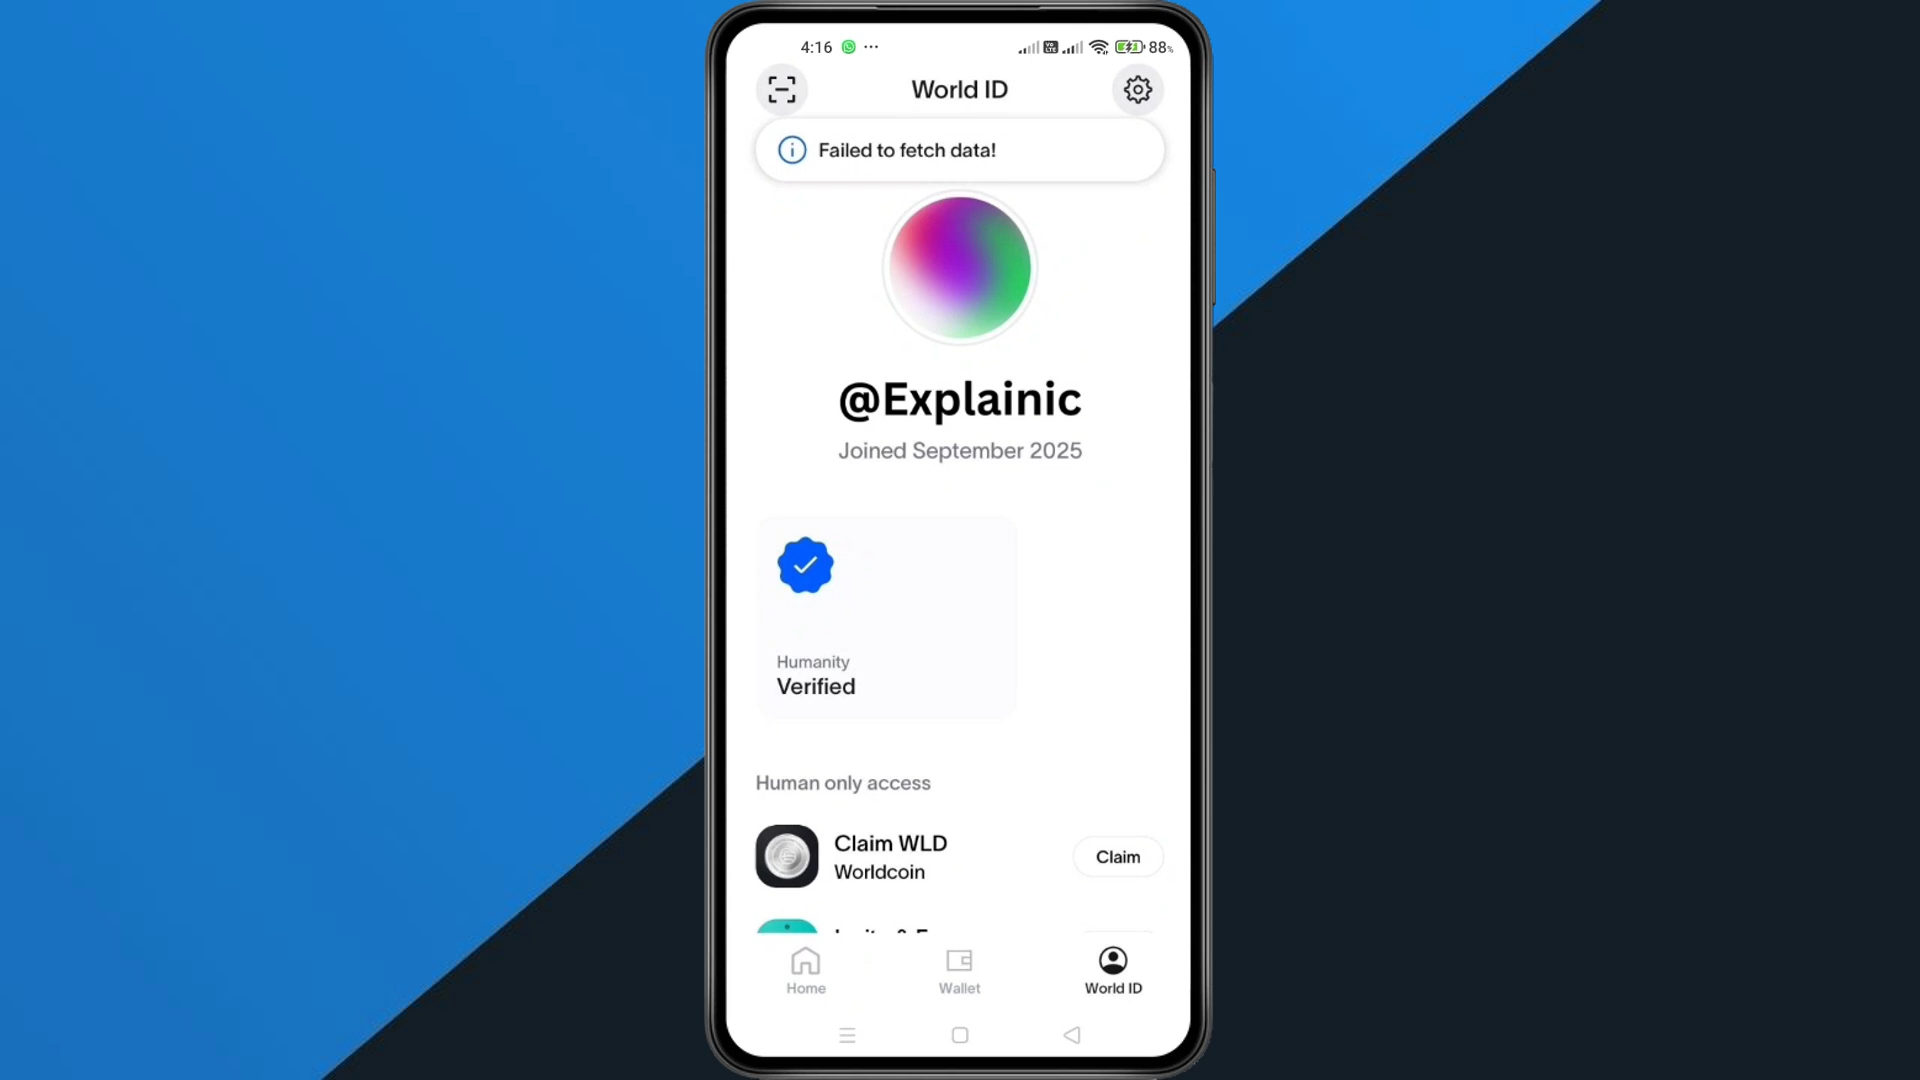 4:16 ... 88%
World ID
Failed to fetch data!
@Explainic
Joined September 2025
Humanity
Verified
Human only access
Claim WLD
Worldcoin
Claim
Home
Wallet
World ID